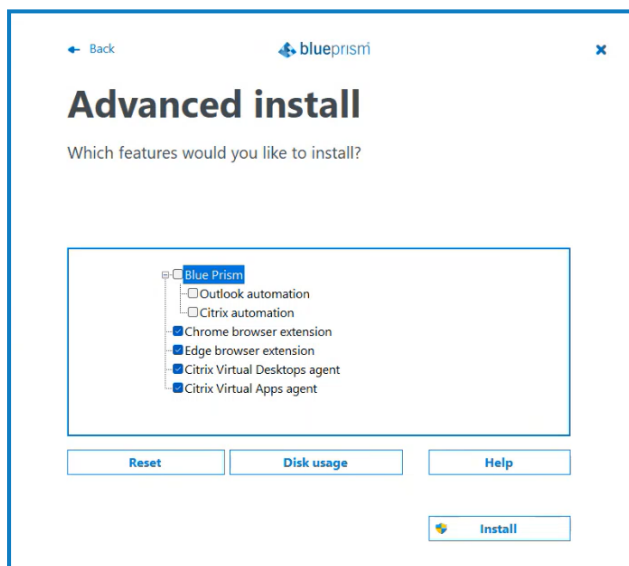 Back
blueprism
Advanced install
Which features would you like to install?
Blue Prism
Outlook automation
Citrix automation
Chrome browser extension
Edge browser extension
Citrix Virtual Desktops agent
Citrix Virtual Apps agent
Reset
Disk usage
Help
Install